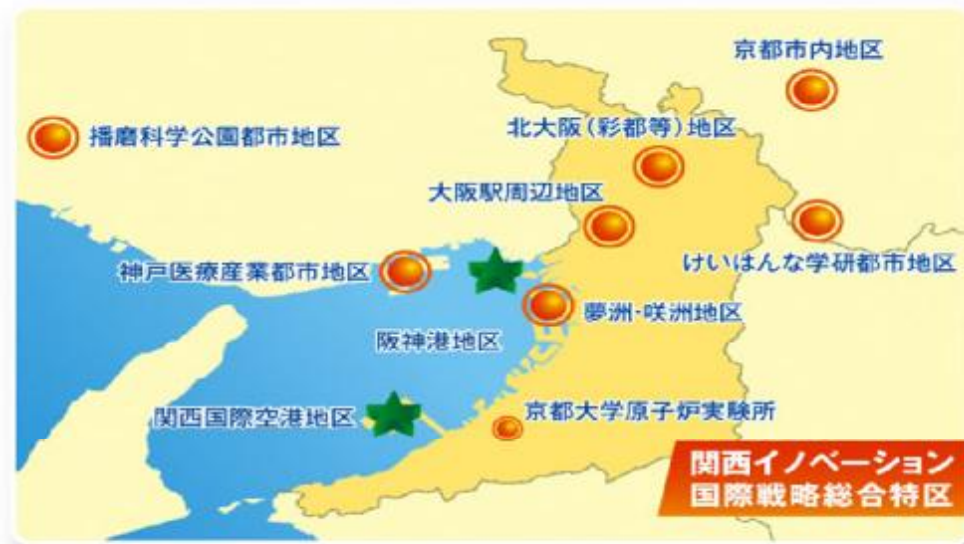 京都市内地区
播磨科学公園都市地区
北大阪(彩都等)地区
大阪駅周辺地区
けいはんな学研都市地区
神戸医療産業都市地区
夢洲・咲洲地区
阪神港地区
関西国際空港地区
京都大学原子炉実験所
関西イノベーション
国際戦略総合特区